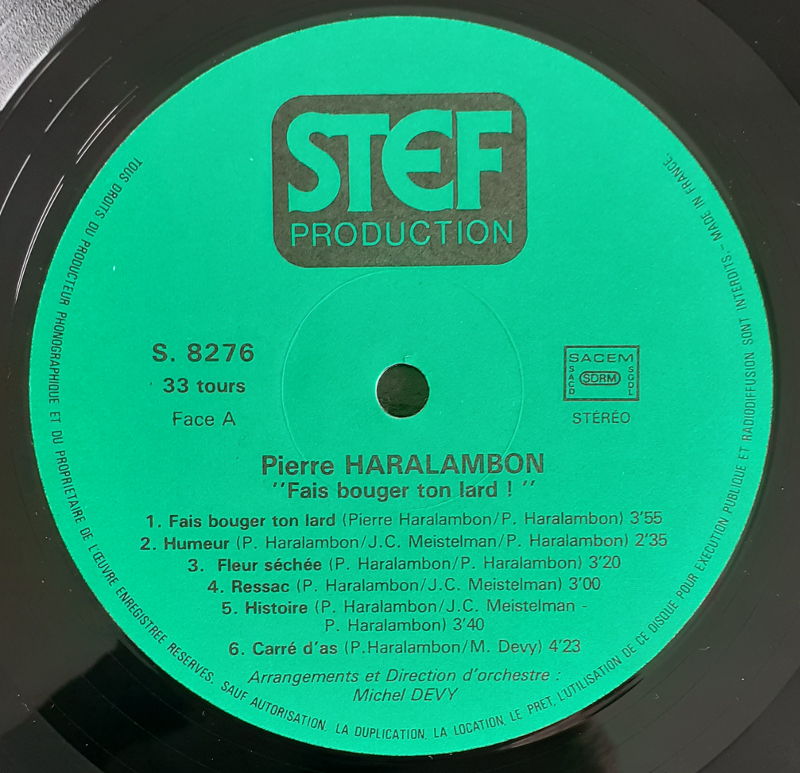 STEF
PRODUCTION
S. 8276
33 tours
Face A
SACEM
SACD
SDRM
SGDL
STÉRÉO
Pierre HARALAMBON
"Fais bouger ton lard ! "
1. Fais bouger ton lard (Pierre Haralambon/P. Haralambon) 3'55
2. Humeur (P. Haralambon/J.C. Meistelman/P. Haralambon) 2'35
3. Fleur séchée (P. Haralambon/P. Haralambon) 3'20
4. Ressac (P. Haralambon/J.C. Meistelman) 3'00
5. Histoire (P. Haralambon/J.C. Meistelman -
P. Haralambon) 3'40
6. Carré d'as (P.Haralambon/M. Devy) 4'23
Arrangements et Direction d'orchestre :
Michel DEVY
TOUS DROITS DU PRODUCTEUR PHONOGRAPHIQUE ET DU PROPRIETAIRE DE L'ŒUVRE ENREGISTREE RESERVES. SAUF AUTORISATION, LA DUPLICATION, LA LOCATION, LE PRET, L'UTILISATION DE CE DISQUE POUR EXECUTION PUBLIQUE ET RADIODIFFUSION SONT INTERDITS. - MADE IN FRANCE.